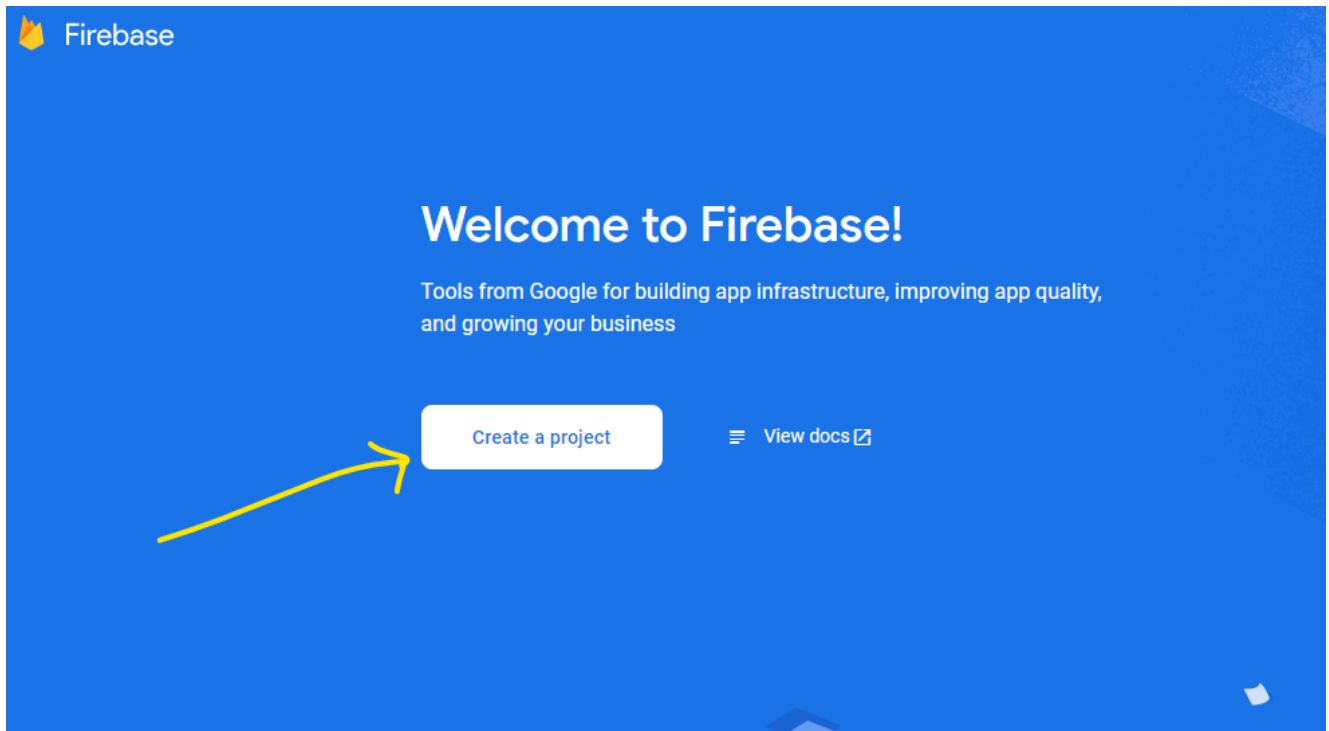 Firebase
Welcome to Firebase!
Tools from Google for building app infrastructure, improving app quality,
and growing your business
Create a project
View docs